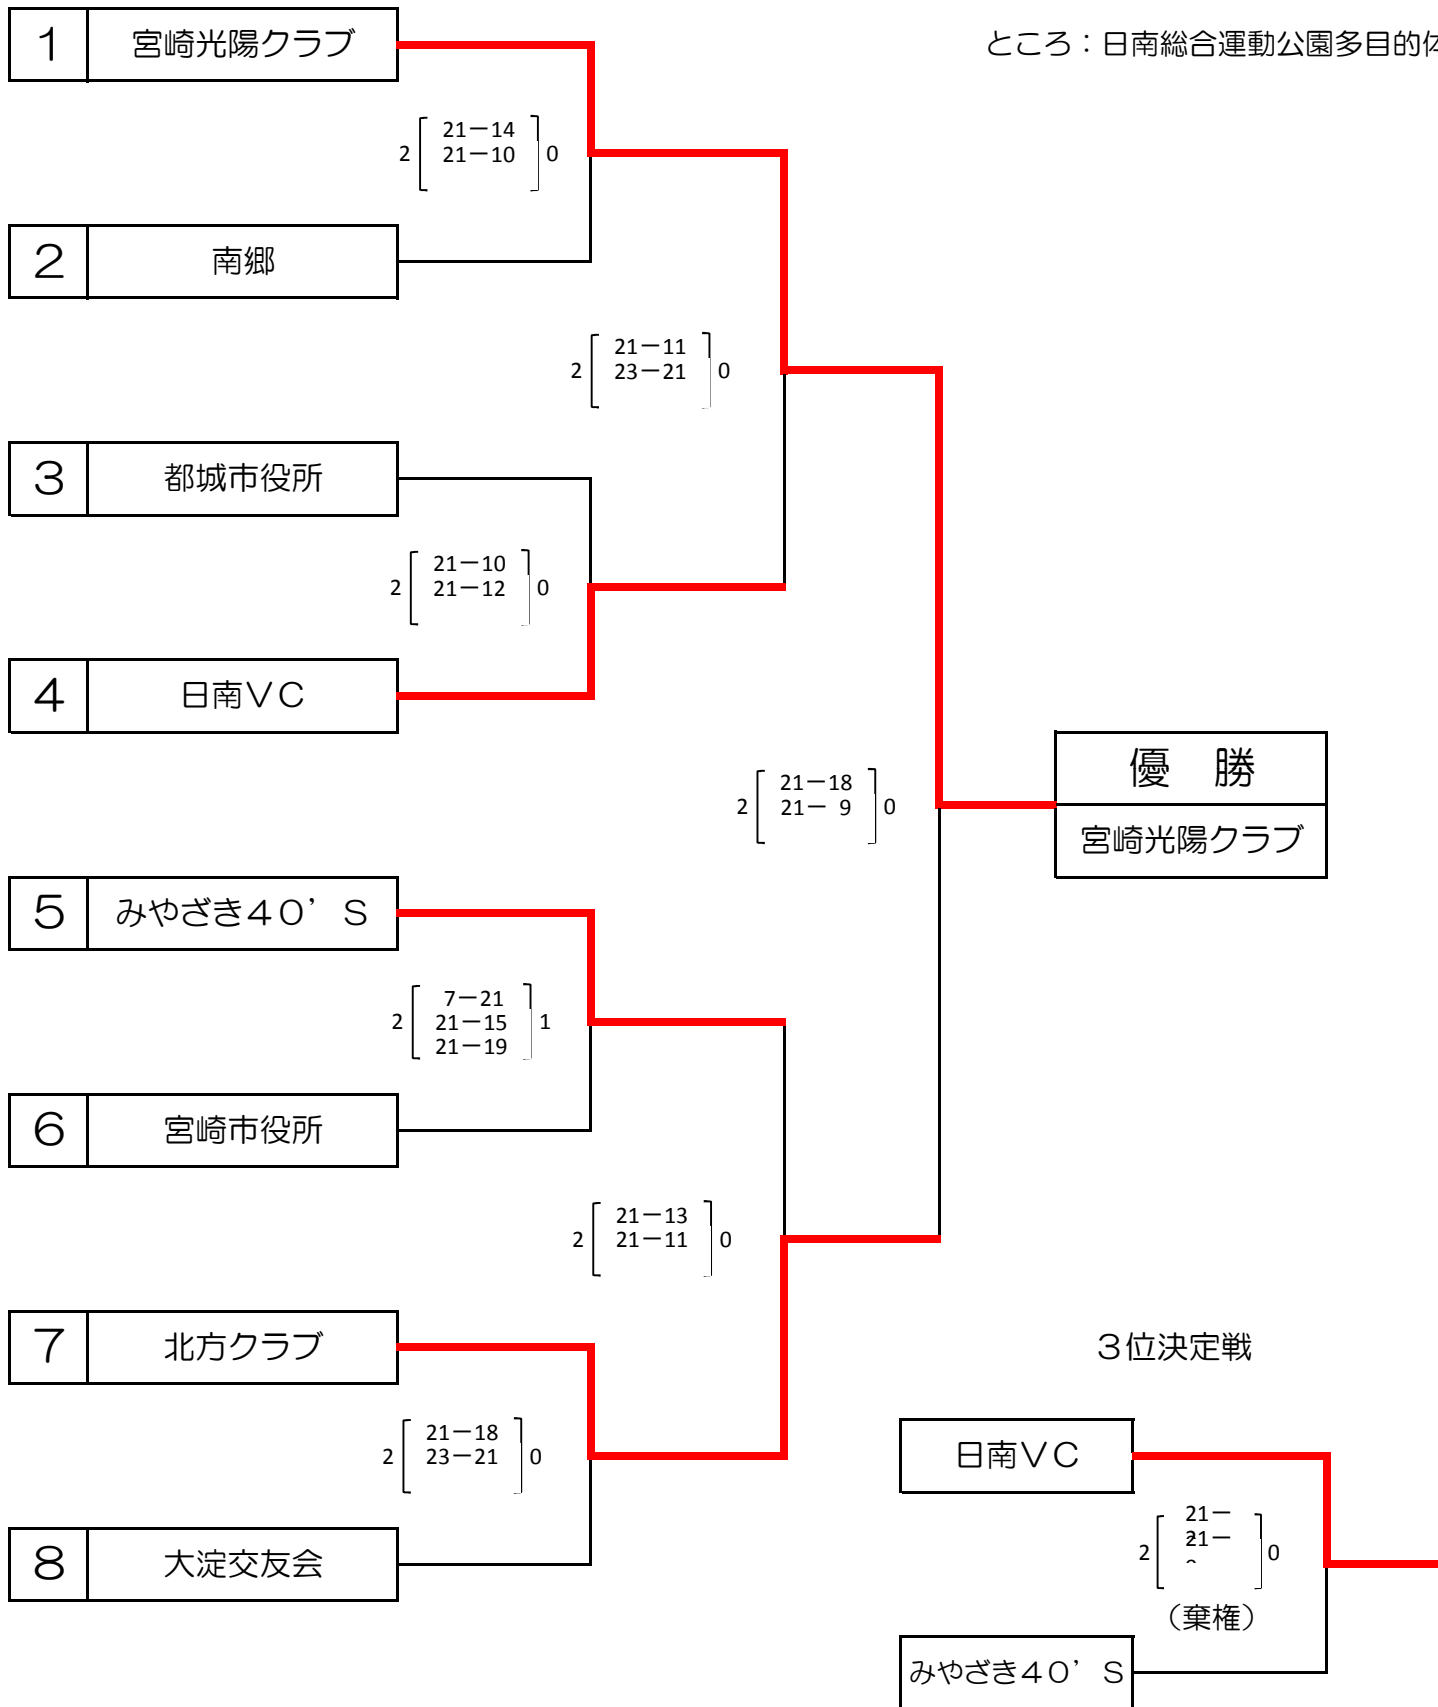 1 宮崎光陽クラブ
ところ：日南総合運動公園多目的
21－14
2 21－10 0
2 南郷
21－11
2 23－21 0
3 都城市役所
21－10
2 21－12 0
4 日南ＶＣ
優　勝
21－18
2 21－ 9 0
宮崎光陽クラブ
5 みやざき４０’Ｓ
7－21
2 21－15 1
21－19
6 宮崎市役所
21－13
2 21－11 0
7 北方クラブ
３位決定戦
21－18
2 23－21 0
日南ＶＣ
21－
2 21－ 0
8 大淀交友会
（棄権）
みやざき４０’Ｓ